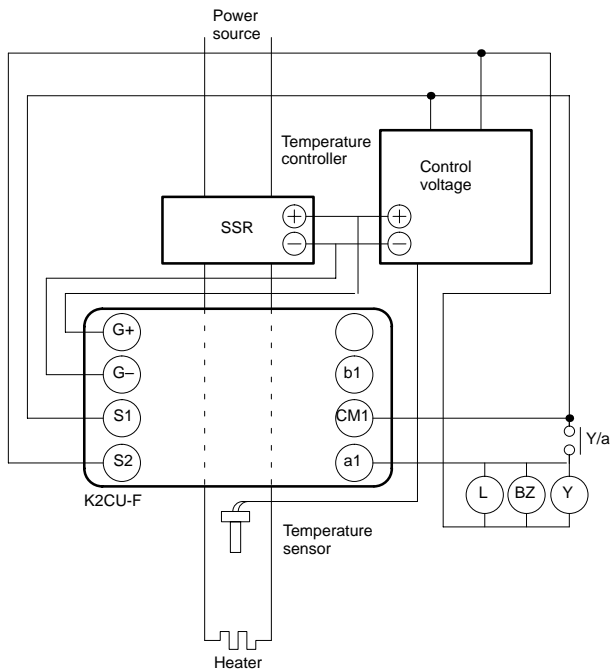 Power
source
Temperature
controller
Control
voltage
SSR
+
+
−
−
G+
G−
b1
S1
CM1
Y/a
S2
a1
L
BZ
Y
K2CU-F
Temperature
sensor
Heater